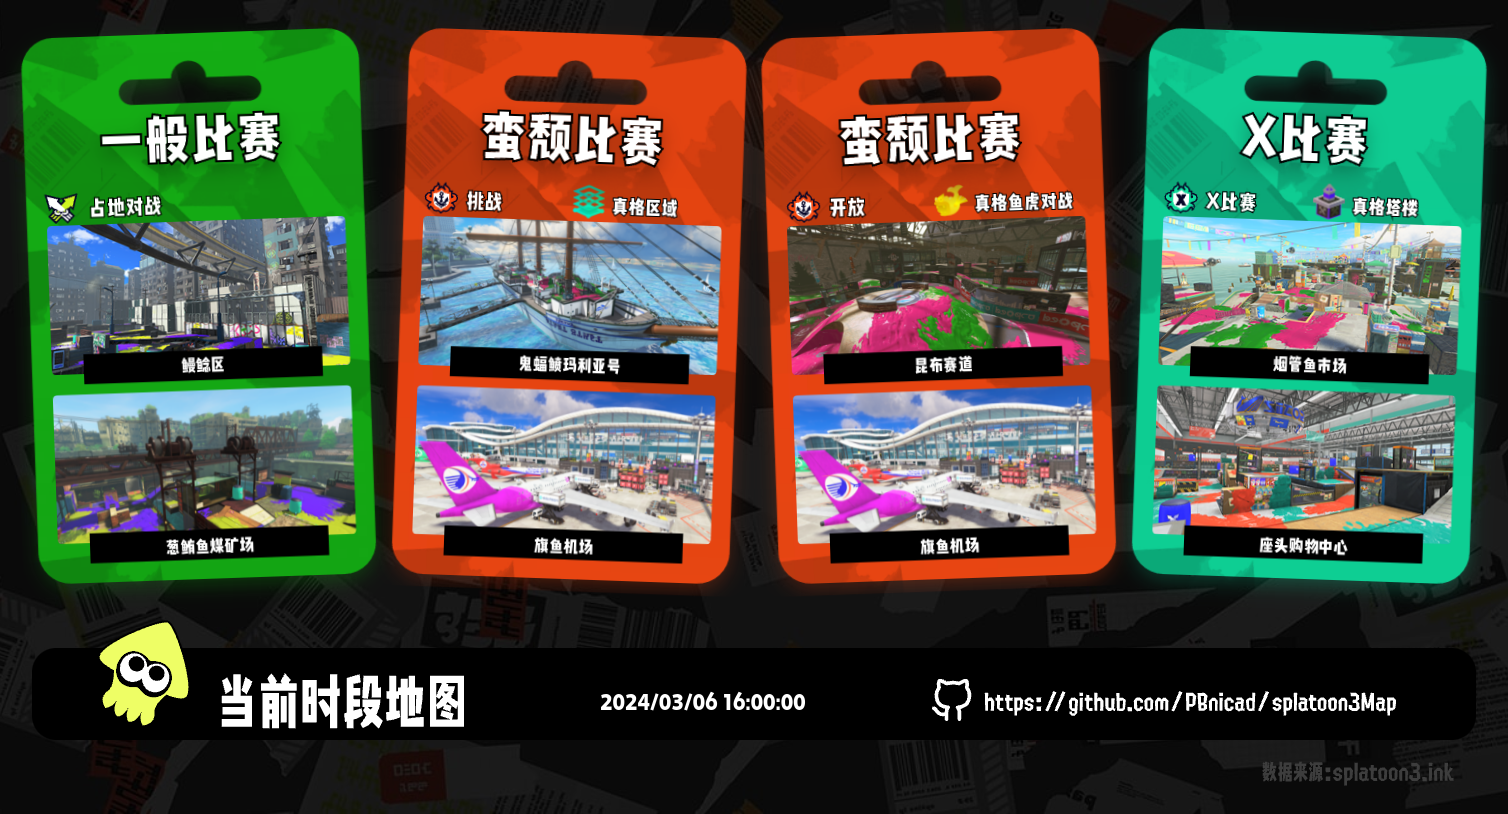 一般比赛
占地对战
鳗鲶区
葱鲔鱼煤矿场
蛮颓比赛
挑战
真格区域
鬼蝠鲼玛利亚号
旗鱼机场
蛮颓比赛
开放
真格鱼虎对战
昆布赛道
旗鱼机场
X比赛
X比赛
真格塔楼
烟管鱼市场
座头购物中心
当前时段地图
2024/03/06 16:00:00
https://github.com/PBnicad/splatoon3Map
数据来源:splatoon3.ink